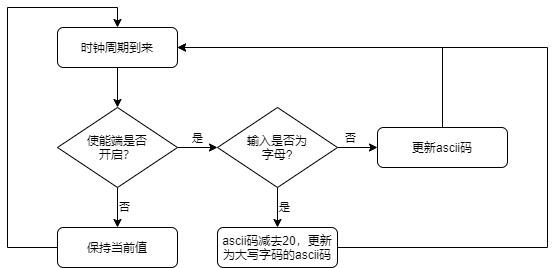 时钟周期到来
使能端是否
开启？
是
输入是否为
字母？
否
更新ascii码
否
是
保持当前值
ascii码减去20，更新
为大写字码的ascii码